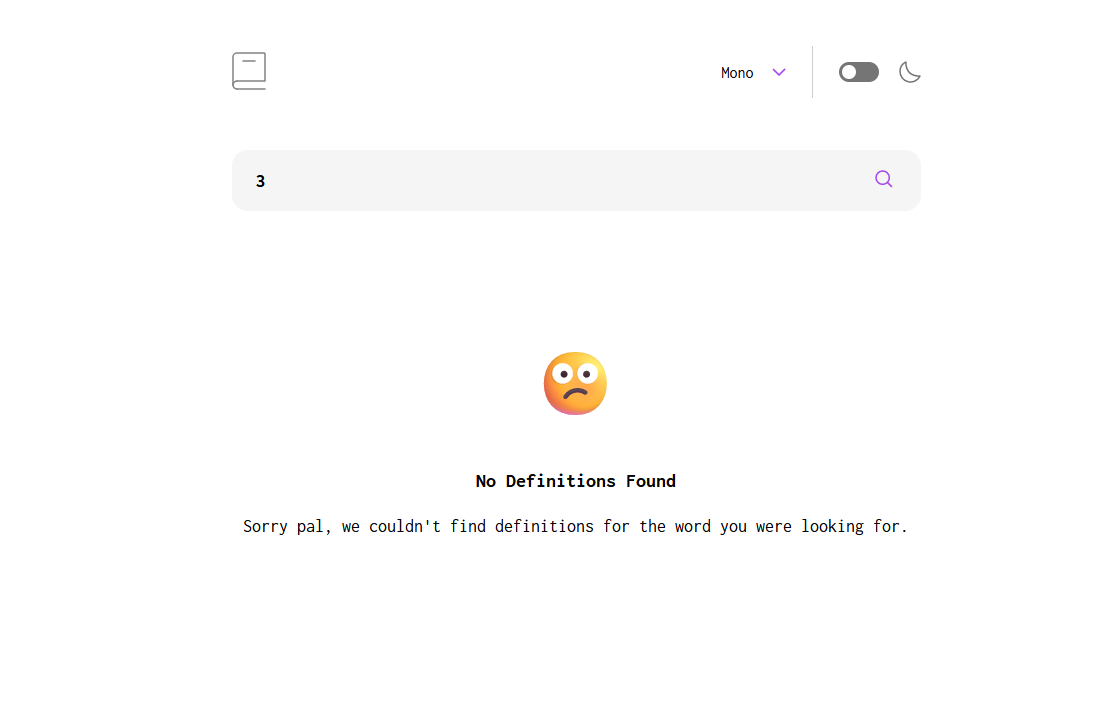 Mono
3
No Definitions Found
Sorry pal, we couldn't find definitions for the word you were looking for.